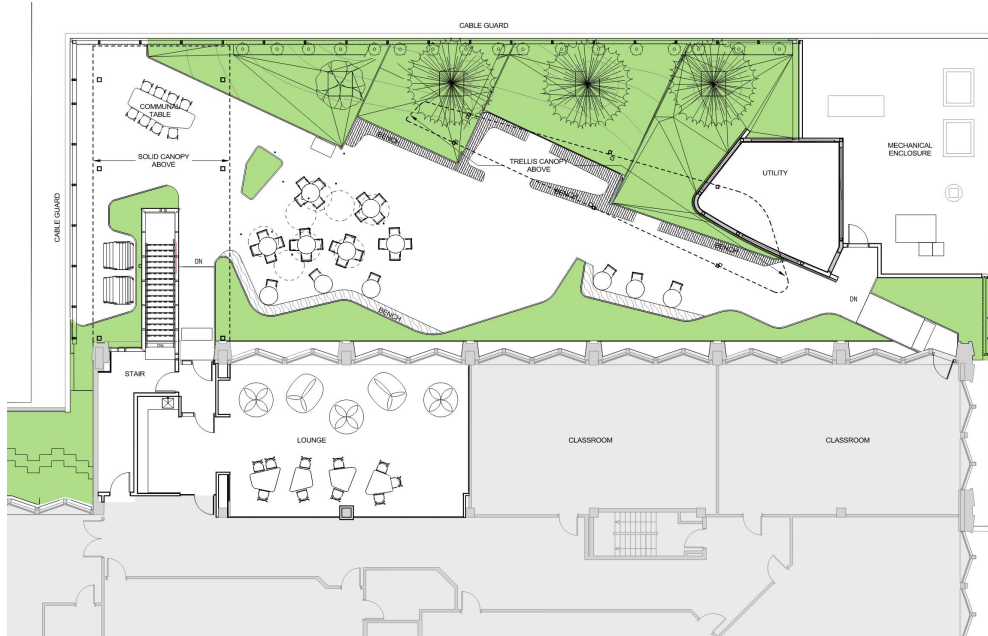 CABLE GUARD
COMMUNAL
TABLE
SOLID CANOPY
ABOVE
CABLE GUARD
BENCH
TRELLIS CANOPY
ABOVE
BENCH
UTILITY
MECHANICAL
ENCLOSURE
BENCH
DN
DN
BENCH
STAIR
LOUNGE
CLASSROOM
CLASSROOM